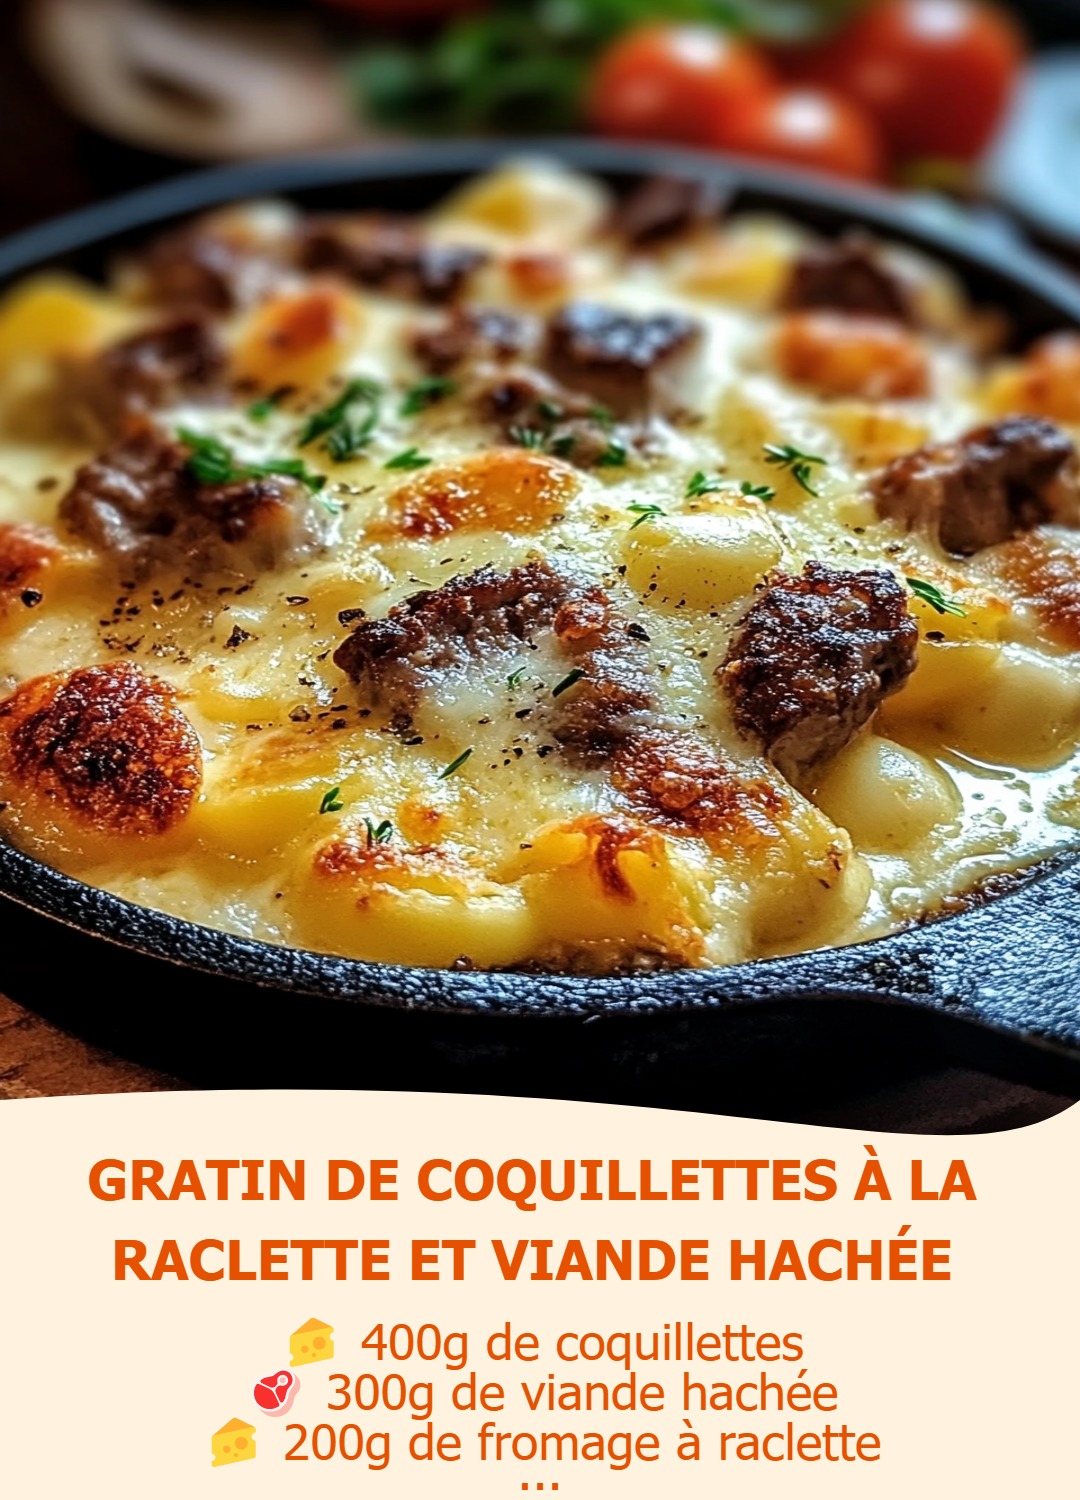 GRATIN DE COQUILLETTES À LA
RACLETTE ET VIANDE HACHÉE
🧀 400g de coquillettes
🥩 300g de viande hachée
🧀 200g de fromage à raclette
...